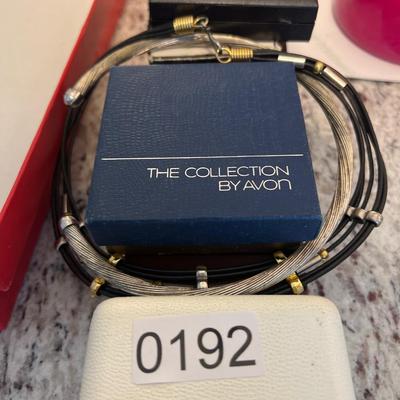 THE COLLECTION
BY AVON
0192